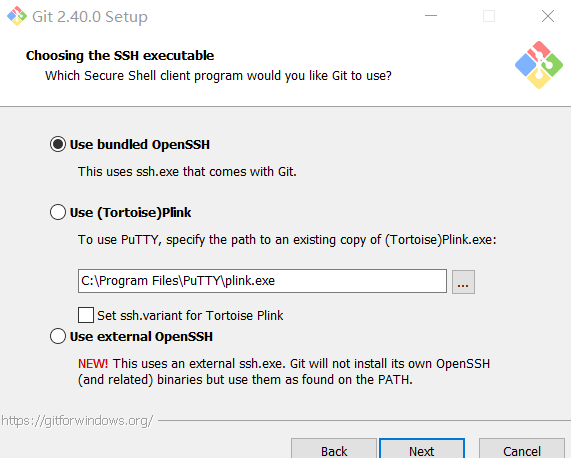 Git 2.40.0 Setup
Choosing the SSH executable
Which Secure Shell client program would you like Git to use?
Use bundled OpenSSH
This uses ssh.exe that comes with Git.
Use (Tortoise)Plink
To use PuTTY, specify the path to an existing copy of (Tortoise)Plink.exe:
C:\Program Files\PuTTY\plink.exe
...
Set ssh.variant for Tortoise Plink
Use external OpenSSH
NEW! This uses an external ssh.exe. Git will not install its own OpenSSH
(and related) binaries but use them as found on the PATH.
https://gitforwindows.org/
Back Next Cancel